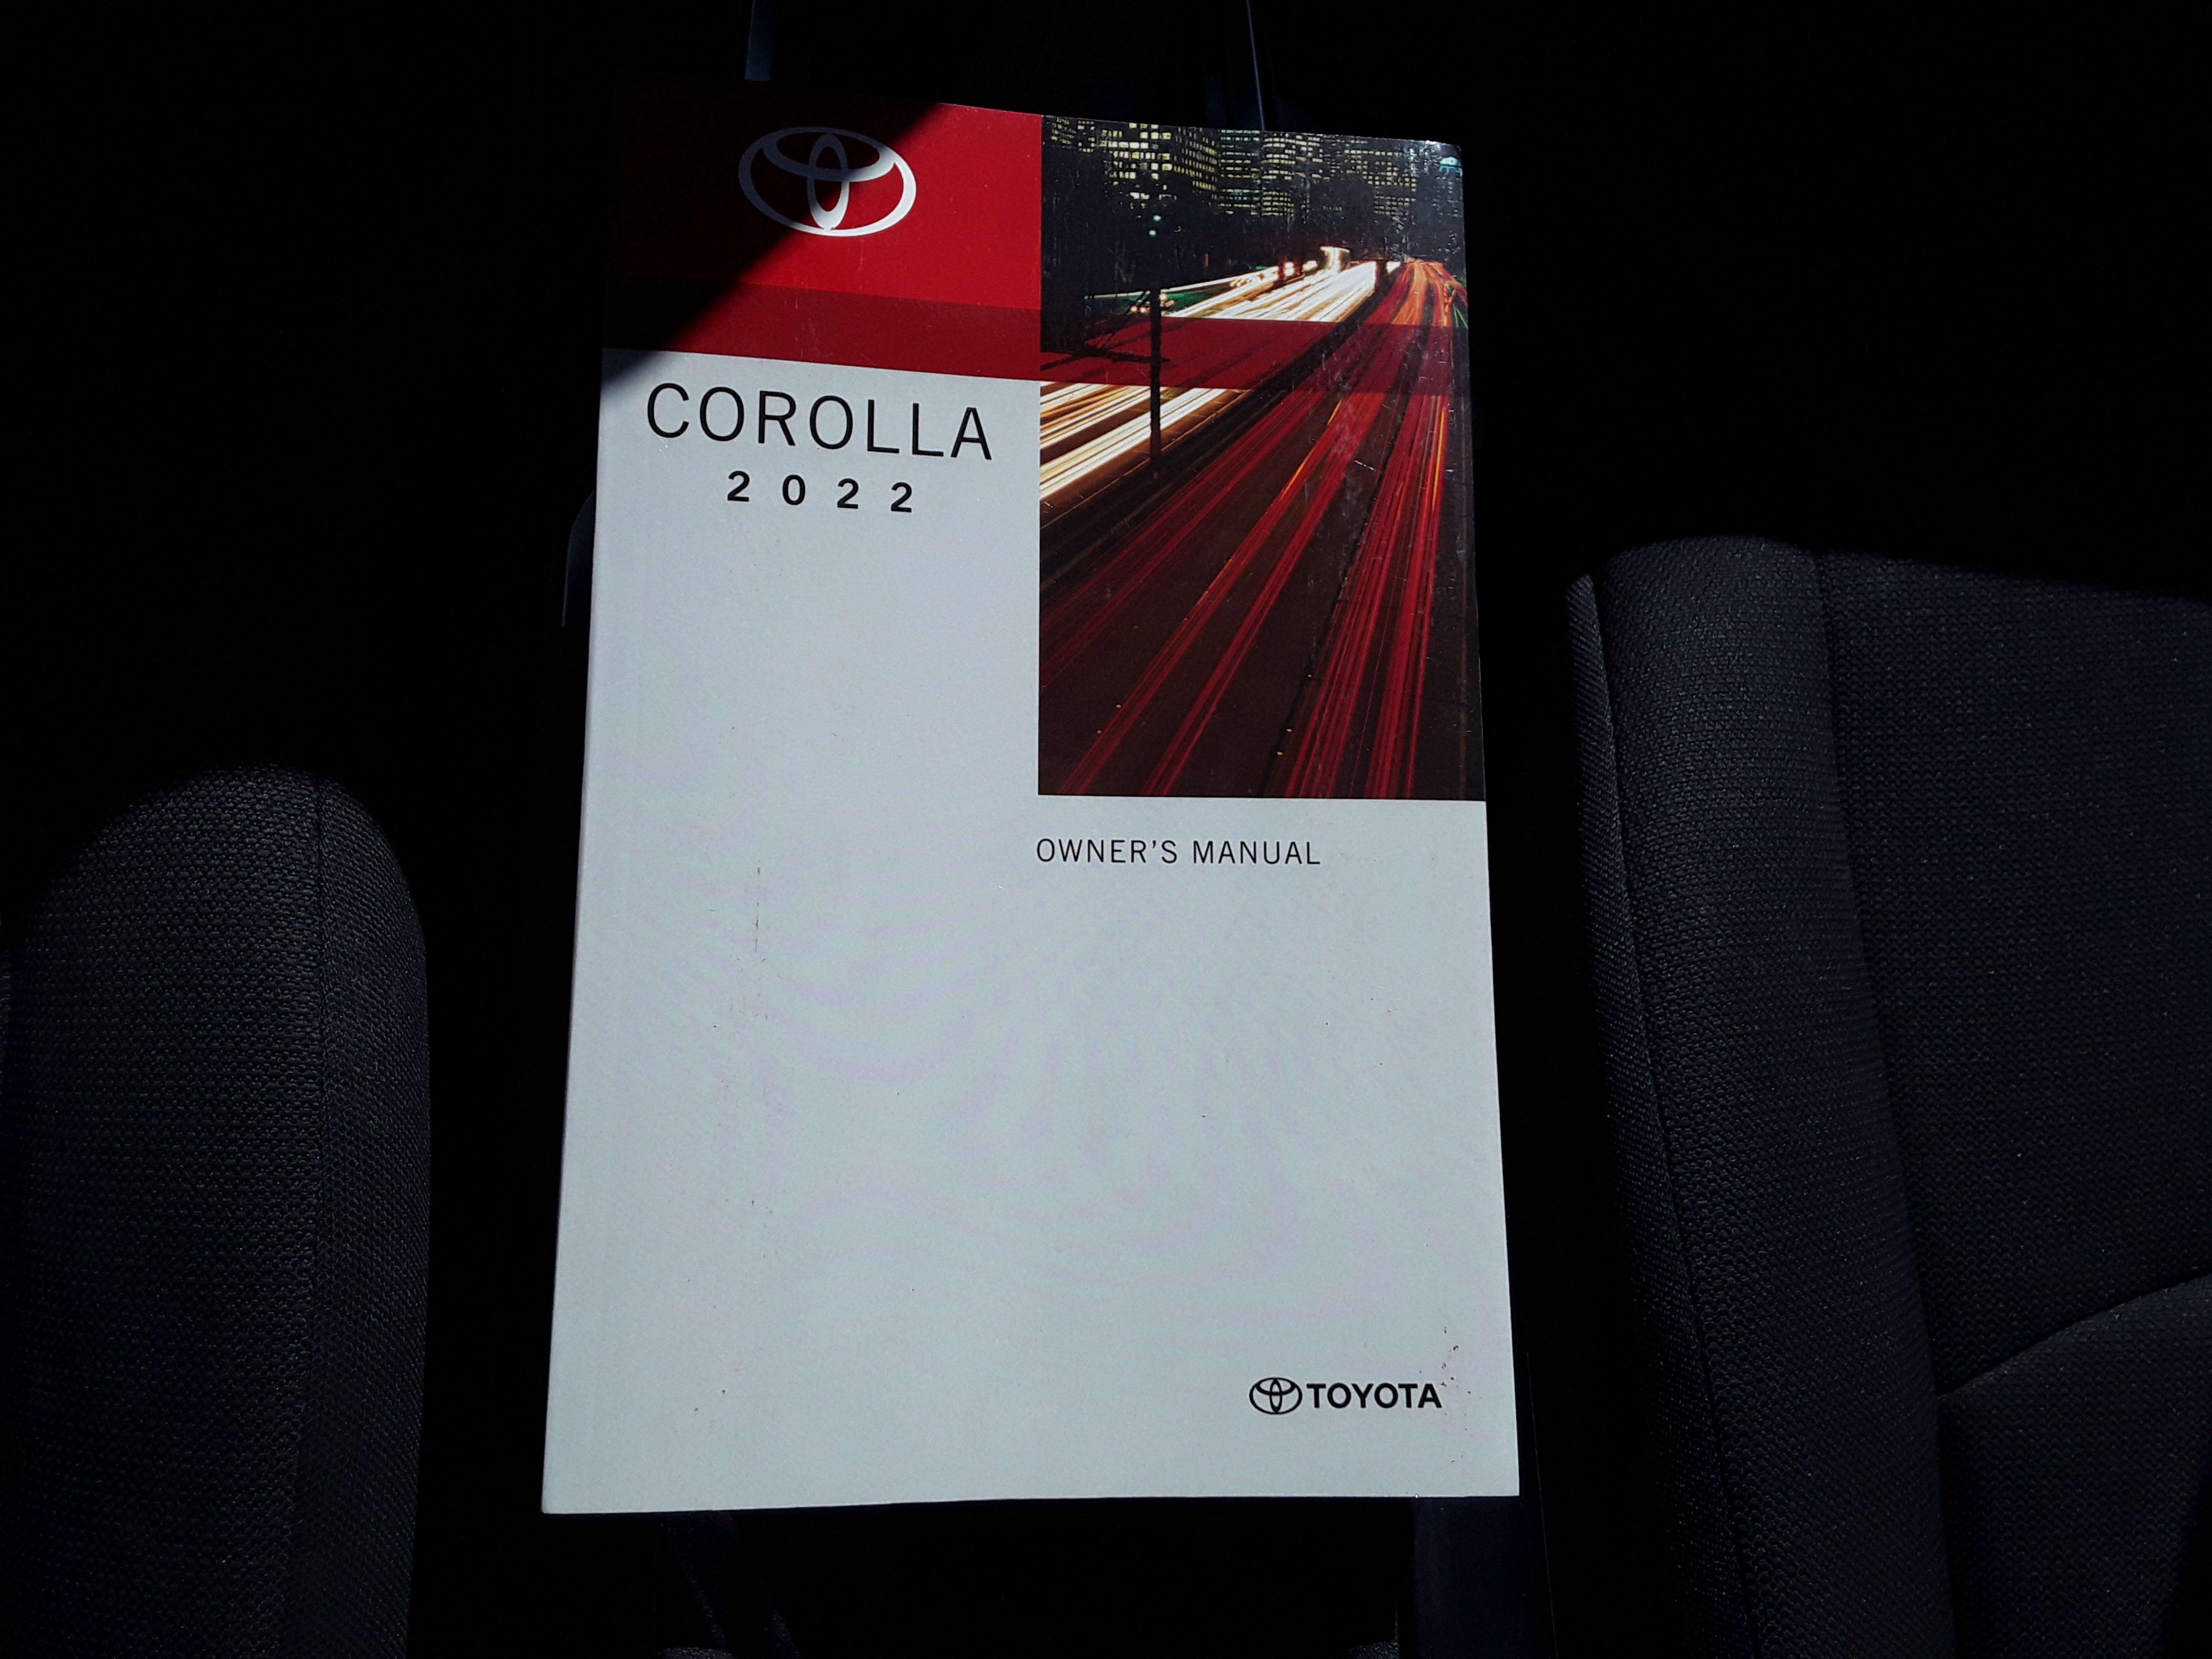 COROLLA
2022
OWNER'S MANUAL
TOYOTA